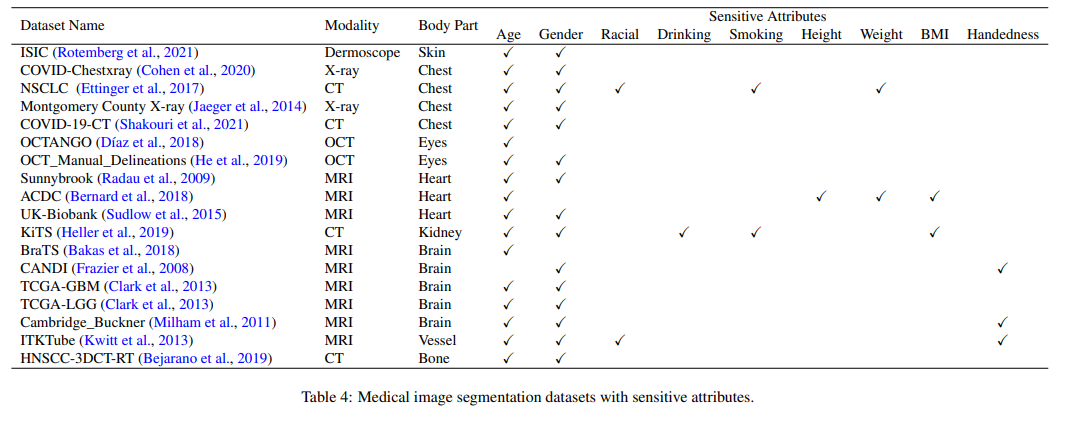 Sensitive Attributes
Dataset Name Modality Body Part Age Gender Racial Drinking Smoking Height Weight BMI Handedness
ISIC (Rotemberg et al., 2021) Dermoscope Skin ✓ ✓
COVID-Chestxray (Cohen et al., 2020) X-ray Chest ✓ ✓
NSCLC (Ettinger et al., 2017) CT Chest ✓ ✓ ✓ ✓ ✓
Montgomery County X-ray (Jaeger et al., 2014) X-ray Chest ✓ ✓
COVID-19-CT (Shakouri et al., 2021) CT Chest ✓ ✓
OCTANGO (Díaz et al., 2018) OCT Eyes ✓
OCT_Manual_Delineations (He et al., 2019) OCT Eyes ✓ ✓
Sunnybrook (Radau et al., 2009) MRI Heart ✓ ✓
ACDC (Bernard et al., 2018) MRI Heart ✓ ✓ ✓ ✓
UK-Biobank (Sudlow et al., 2015) MRI Heart ✓ ✓
KiTS (Heller et al., 2019) CT Kidney ✓ ✓ ✓ ✓ ✓
BraTS (Bakas et al., 2018) MRI Brain ✓
CANDI (Frazier et al., 2008) MRI Brain ✓ ✓
TCGA-GBM (Clark et al., 2013) MRI Brain ✓ ✓
TCGA-LGG (Clark et al., 2013) MRI Brain ✓ ✓
Cambridge_Buckner (Milham et al., 2011) MRI Brain ✓ ✓ ✓
ITKTube (Kwitt et al., 2013) MRI Vessel ✓ ✓ ✓ ✓
HNSCC-3DCT-RT (Bejarano et al., 2019) CT Bone ✓ ✓
Table 4: Medical image segmentation datasets with sensitive attributes.